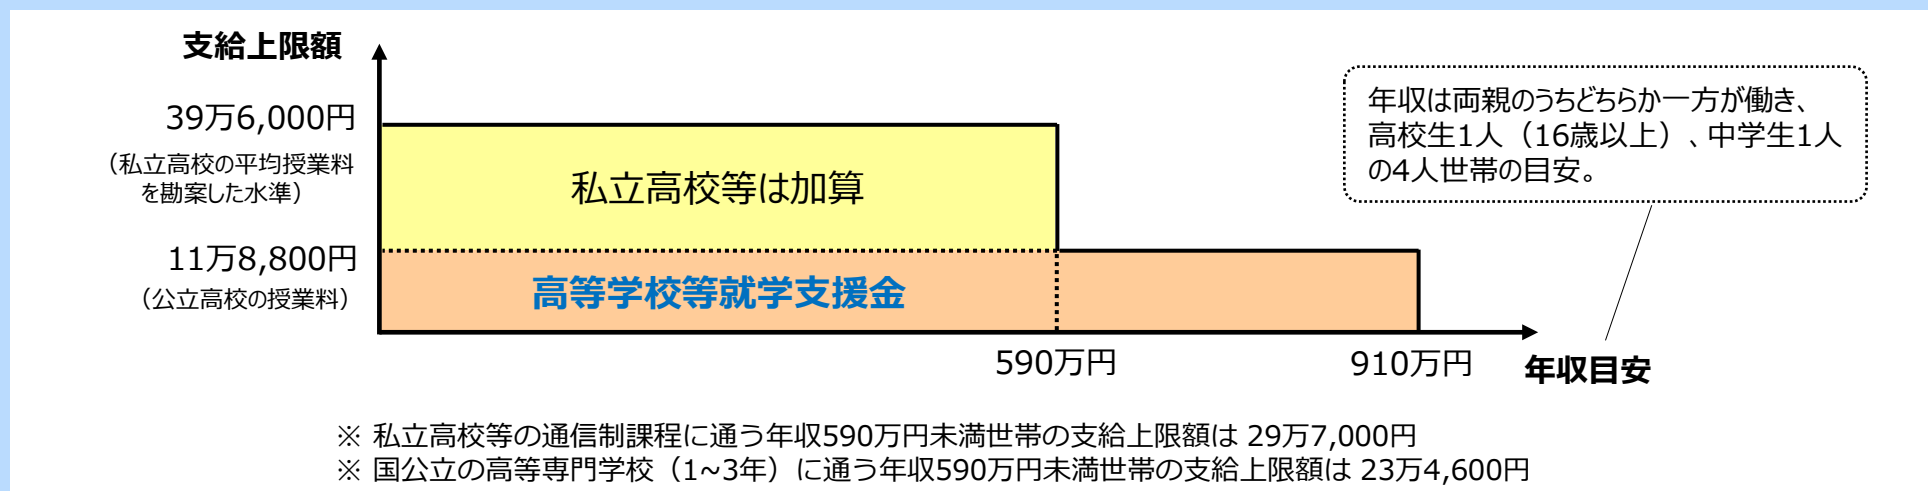 支給上限額
39万6,000円
（私立高校の平均授業料
を勘案した水準）
11万8,800円
（公立高校の授業料）
私立高校等は加算
高等学校等就学支援金
年収は両親のうちどちらか一方が働き、
高校生1人（16歳以上）、中学生1人
の4人世帯の目安。
590万円
910万円
年収目安
※ 私立高校等の通信制課程に通う年収590万円未満世帯の支給上限額は 29万7,000円
※ 国公立の高等専門学校（1~3年）に通う年収590万円未満世帯の支給上限額は 23万4,600円